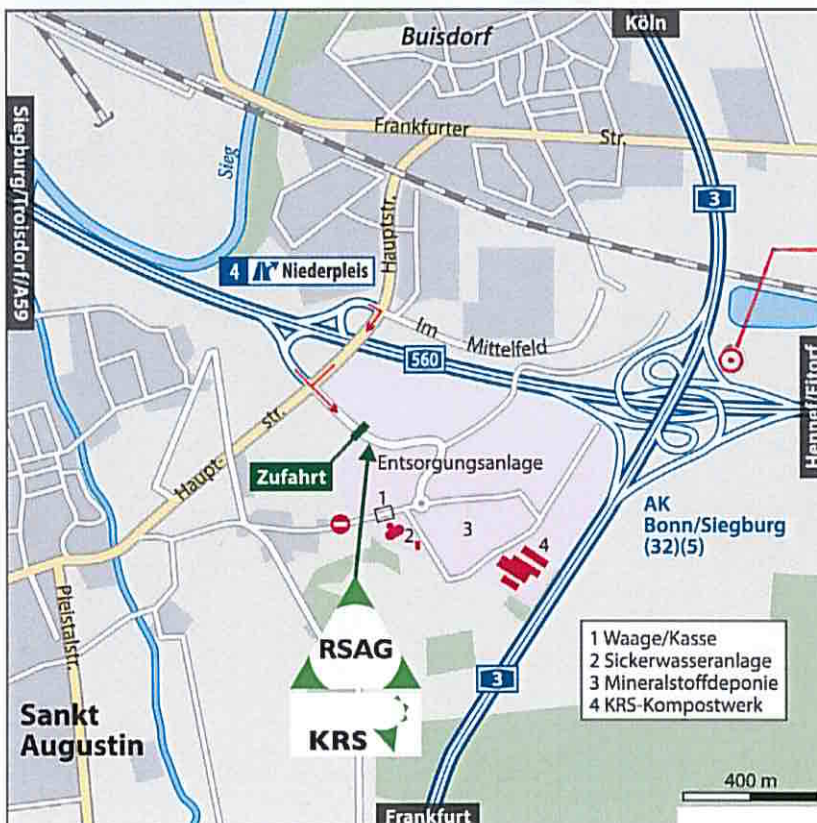 Buisdorf
Köln
Siegburg/Troisdorf/A59
Sieg
Frankfurter Str.
Hauptstr.
3
4 Niederpleis
Im Mittelfeld
560
Hennef/Eitorf
Haupt-
str.
Zufahrt
Entsorgungsanlage
1
2
3
4
AK
Bonn/Siegburg
(32)(5)
Pleistalstr.
RSAG
KRS
3
1 Waage/Kasse
2 Sickerwasseranlage
3 Mineralstoffdeponie
4 KRS-Kompostwerk
Sankt
Augustin
400 m
Frankfurt